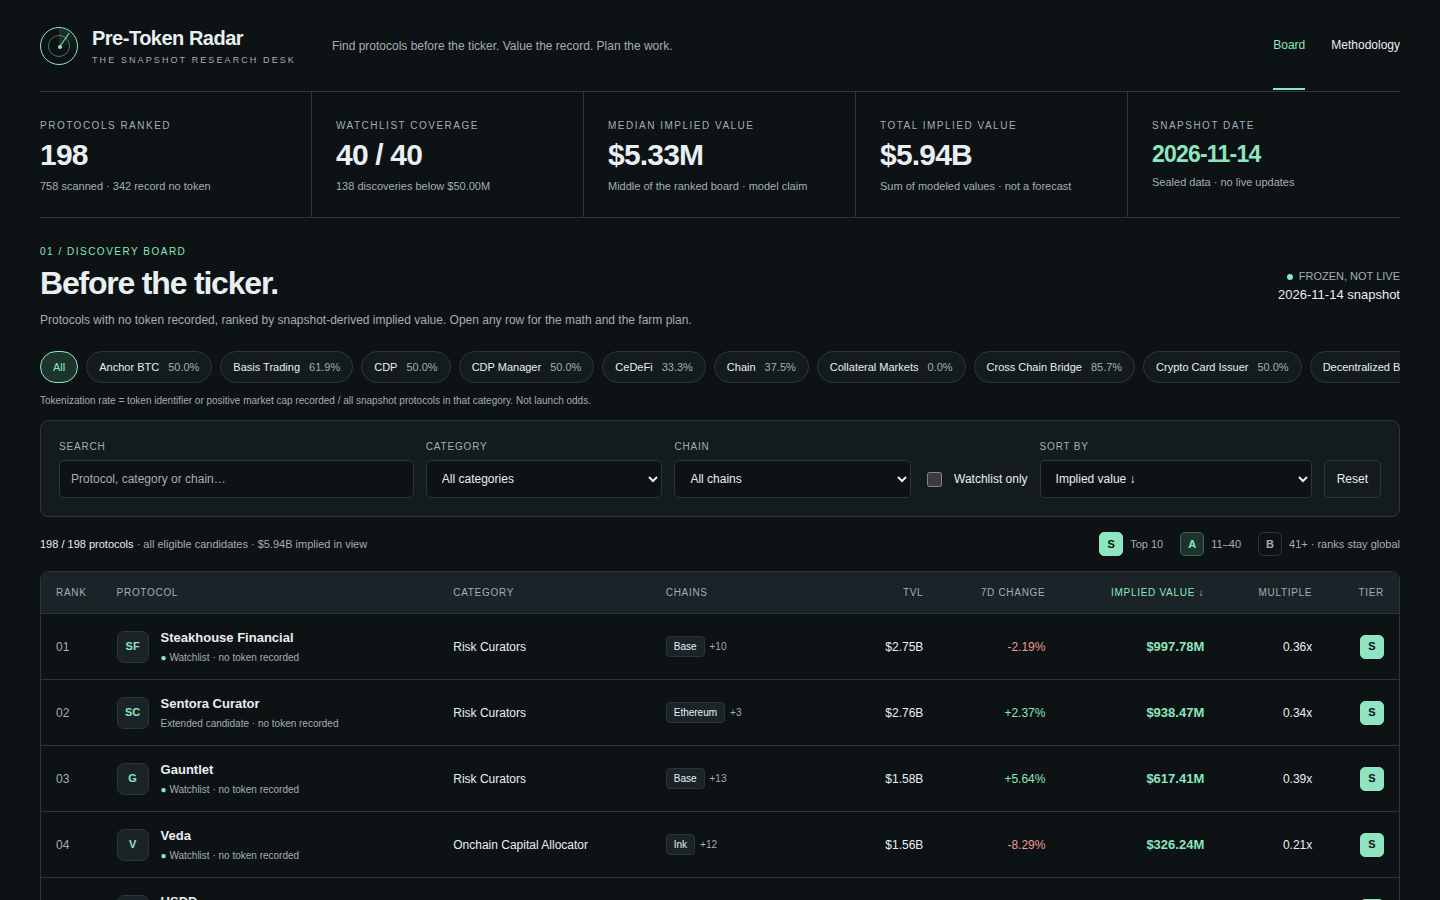 Pre-Token Radar
THE SNAPSHOT RESEARCH DESK
Find protocols before the ticker. Value the record. Plan the work.
Board
Methodology
PROTOCOLS RANKED
198
758 scanned · 342 record no token
WATCHLIST COVERAGE
40 / 40
138 discoveries below $50.00M
MEDIAN IMPLIED VALUE
$5.33M
Middle of the ranked board · model claim
TOTAL IMPLIED VALUE
$5.94B
Sum of modeled values · not a forecast
SNAPSHOT DATE
2026-11-14
Sealed data · no live updates
01 / DISCOVERY BOARD
Before the ticker.
Protocols with no token recorded, ranked by snapshot-derived implied value. Open any row for the math and the farm plan.
FROZEN, NOT LIVE
2026-11-14 snapshot
All
Anchor BTC 50.0%
Basis Trading 61.9%
CDP 50.0%
CDP Manager 50.0%
CeDeFi 33.3%
Chain 37.5%
Collateral Markets 0.0%
Cross Chain Bridge 85.7%
Crypto Card Issuer 50.0%
Decentralized B
Tokenization rate = token identifier or positive market cap recorded / all snapshot protocols in that category. Not launch odds.
SEARCH
Protocol, category or chain…
CATEGORY
All categories
CHAIN
All chains
Watchlist only
SORT BY
Implied value ↓
Reset
198 / 198 protocols · all eligible candidates · $5.94B implied in view
S Top 10
A 11–40
B 41+ · ranks stay global
RANK PROTOCOL CATEGORY CHAINS TVL 7D CHANGE IMPLIED VALUE ↓ MULTIPLE TIER
01 SF Steakhouse Financial Risk Curators Base +10 $2.75B -2.19% $997.78M 0.36x S
● Watchlist · no token recorded
02 SC Sentora Curator Risk Curators Ethereum +3 $2.76B +2.37% $938.47M 0.34x S
Extended candidate · no token recorded
03 G Gauntlet Risk Curators Base +13 $1.58B +5.64% $617.41M 0.39x S
● Watchlist · no token recorded
04 V Veda Onchain Capital Allocator Ink +12 $1.56B -8.29% $326.24M 0.21x S
● Watchlist · no token recorded